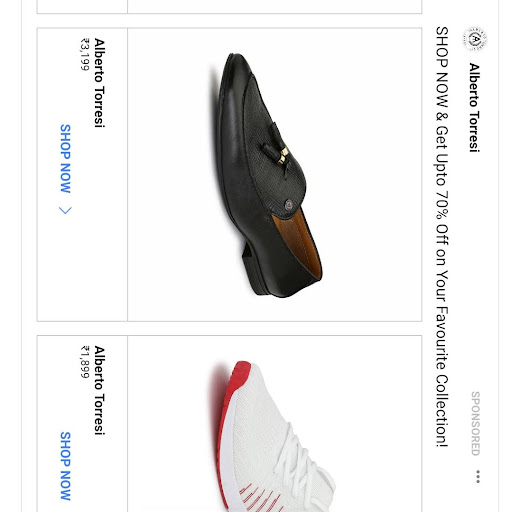 Alberto Torresi
SPONSORED
SHOP NOW & Get Upto 70% Off on Your Favourite Collection!
Alberto Torresi
₹3,199
SHOP NOW
Alberto Torresi
₹1,899
SHOP NOW